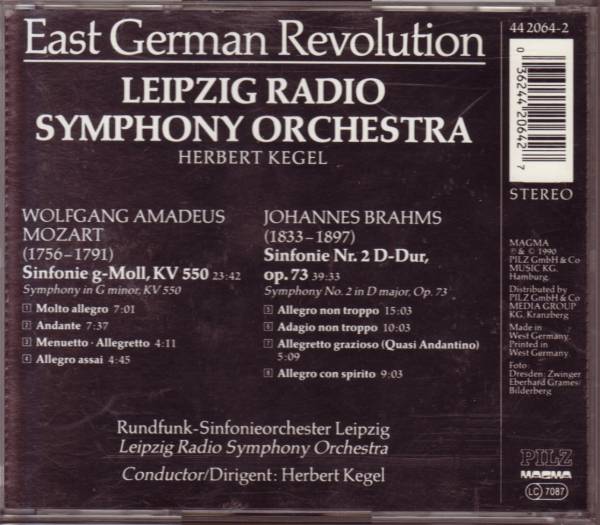 East German Revolution
LEIPZIG RADIO
SYMPHONY ORCHESTRA
HERBERT KEGEL
WOLFGANG AMADEUS
MOZART
(1756–1791)
Sinfonie g-Moll, KV 550 23:42
Symphony in G minor, KV 550
1 Molto allegro 7:01
2 Andante 7:37
3 Menuetto · Allegretto 4:11
4 Allegro assai 4:45
JOHANNES BRAHMS
(1833–1897)
Sinfonie Nr. 2 D-Dur,
op. 73 39:33
Symphony No. 2 in D major, Op. 73
5 Allegro non troppo 15:03
6 Adagio non troppo 10:03
7 Allegretto grazioso (Quasi Andantino)
5:09
8 Allegro con spirito 9:03
Rundfunk-Sinfonieorchester Leipzig
Leipzig Radio Symphony Orchestra
Conductor/Dirigent: Herbert Kegel
44 2064-2
0 36244 20642 7
STEREO
MAGMA
℗ & © 1990
PILZ GmbH & Co
MUSIC KG,
Hamburg.
Distributed by
PILZ GmbH & Co
MEDIA GROUP
KG, Kranzberg
Made in
West Germany
Printed in
West Germany
Foto:
Dresden: Zwinger
Eberhard Grames/
Bilderberg
PILZ
MAGMA
LC 7087